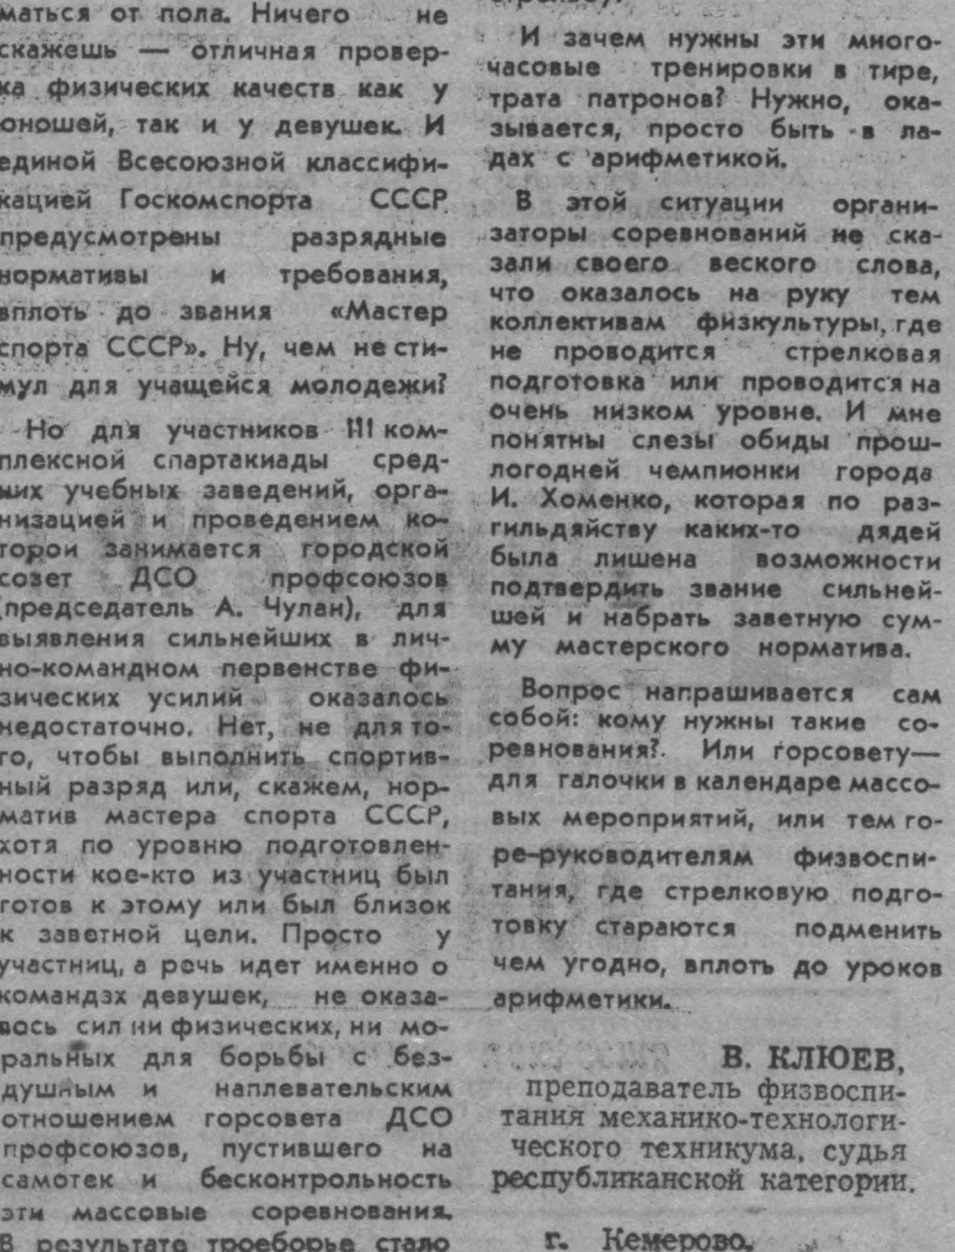 маться от пола. Ничего не
скажешь — отличная провер-
ка физических качеств как у
юношей, так и у девушек. И
единой Всесоюзной классифи-
кацией Госкомспорта СССР
предусмотрены разрядные
нормативы и требования,
вплоть до звания «Мастер
спорта СССР». Ну, чем не сти-
мул для учащейся молодежи?
Но для участников III ком-
плексной спартакиады сред-
них учебных заведений, орга-
низацией и проведением ко-
торой занимается городской
совет ДСО профсоюзов
(председатель А. Чулан), для
выявления сильнейших в лич-
но-командном первенстве фи-
зических усилий оказалось
недостаточно. Нет, не для то-
го, чтобы выполнить спортив-
ный разряд или, скажем, нор-
матив мастера спорта СССР,
хотя по уровню подготовлен-
ности кое-кто из участниц был
готов к этому или был близок
к заветной цели. Просто у
участниц, а речь идет именно о
командах девушек, не оказа-
лось сил ни физических, ни мо-
ральных для борьбы с без-
душным и наплевательским
отношением горсовета ДСО
профсоюзов, пустившего на
самотек и бесконтрольность
эти массовые соревнования.
В результате троеборье стало
И зачем нужны эти много-
часовые тренировки в тире,
трата патронов? Нужно, ока-
зывается, просто быть в ла-
дах с арифметикой.
В этой ситуации органи-
заторы соревнований не ска-
зали своего веского слова,
что оказалось на руку тем
коллективам физкультуры, где
не проводится стрелковая
подготовка или проводится на
очень низком уровне. И мне
понятны слезы обиды прош-
логодней чемпионки города
И. Хоменко, которая по раз-
гильдяйству каких-то дядей
была лишена возможности
подтвердить звание сильней-
шей и набрать заветную сум-
му мастерского норматива.
Вопрос напрашивается сам
собой: кому нужны такие со-
ревнования? Или горсовету—
для галочки в календаре массо-
вых мероприятий, или тем го-
ре-руководителям физвоспи-
тания, где стрелковую подго-
товку стараются подменить
чем угодно, вплоть до уроков
арифметики.
В. КЛЮЕВ,
преподаватель физвоспи-
тания механико-технологи-
ческого техникума, судья
республиканской категории.
г. Кемерово.